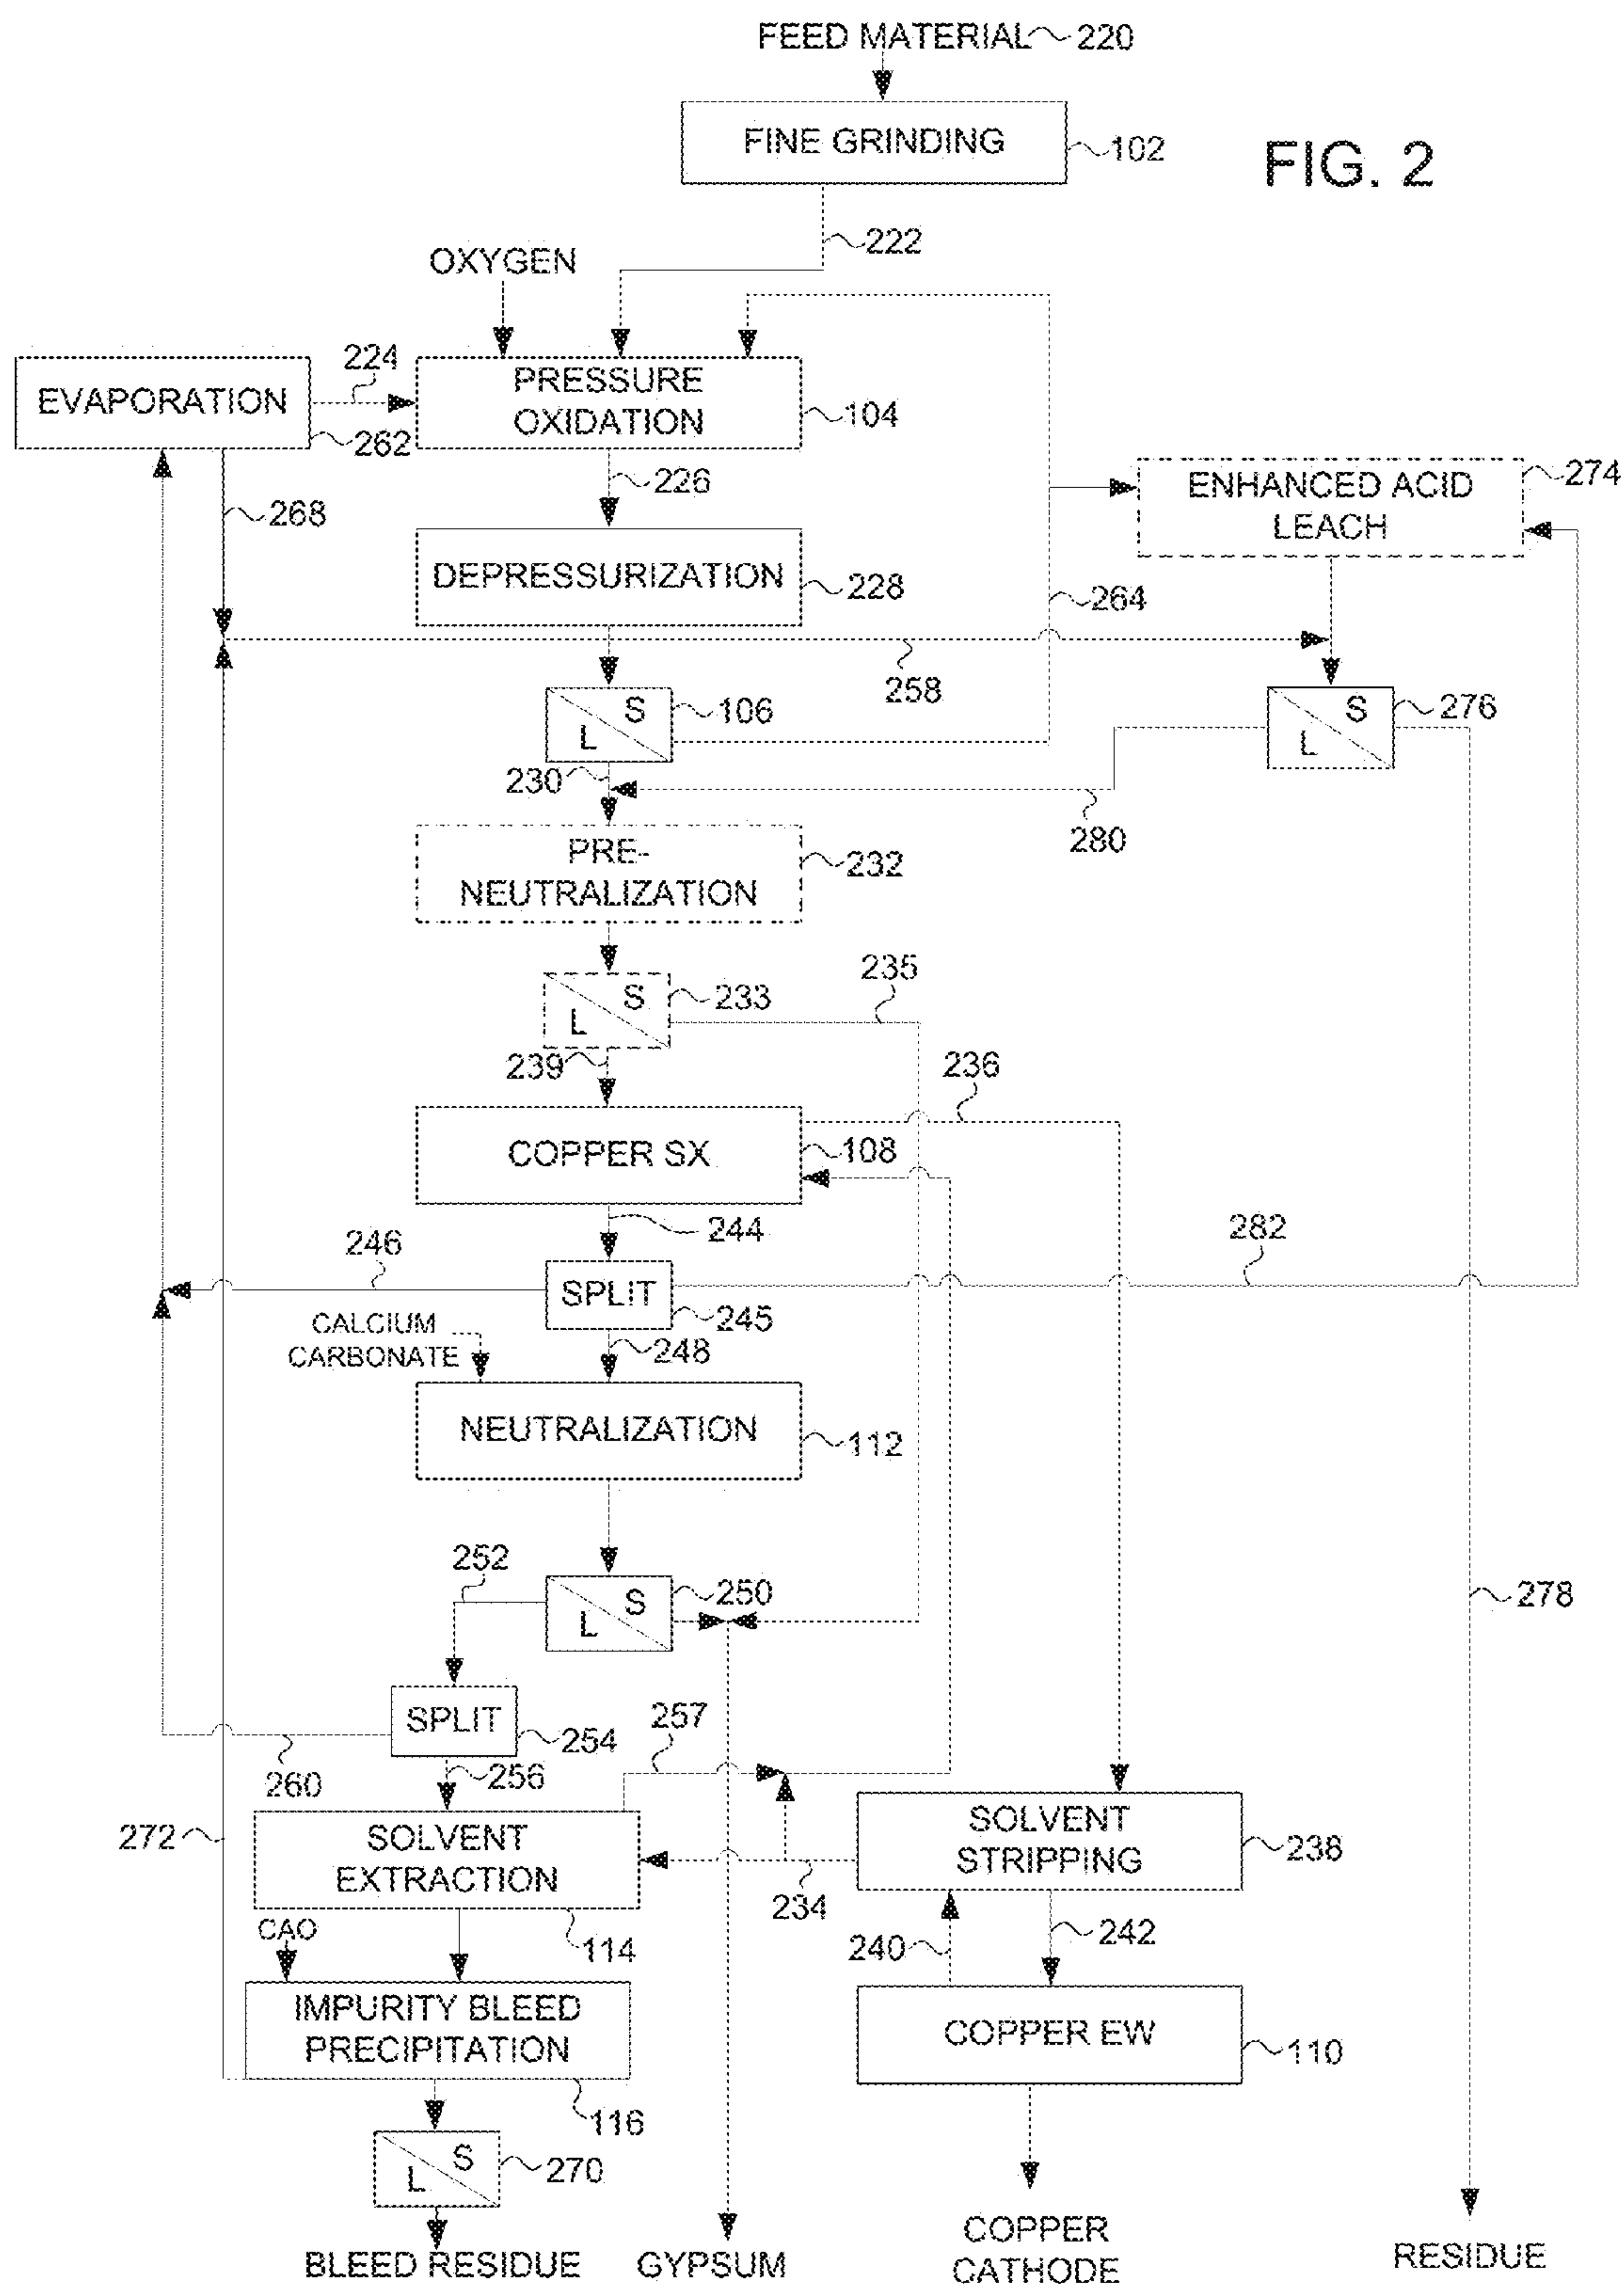 FEED MATERIAL 220
FINE GRINDING
102
FIG. 2
222
OXYGEN
224
EVAPORATION
262
PRESSURE
OXIDATION
104
226
268
ENHANCED ACID
LEACH
274
DEPRESSURIZATION
228
264
258
S
L
106
S
L
276
230
280
PRE-
NEUTRALIZATION
232
235
S
L
233
239
236
COPPER SX
108
244
246
282
SPLIT
245
CALCIUM
CARBONATE
248
NEUTRALIZATION
112
252
S
L
250
278
SPLIT
254
257
260
256
272
SOLVENT
EXTRACTION
SOLVENT
STRIPPING
238
234
CAO
114
240
242
IMPURITY BLEED
PRECIPITATION
COPPER EW
110
116
S
L
270
BLEED RESIDUE
GYPSUM
COPPER
CATHODE
RESIDUE